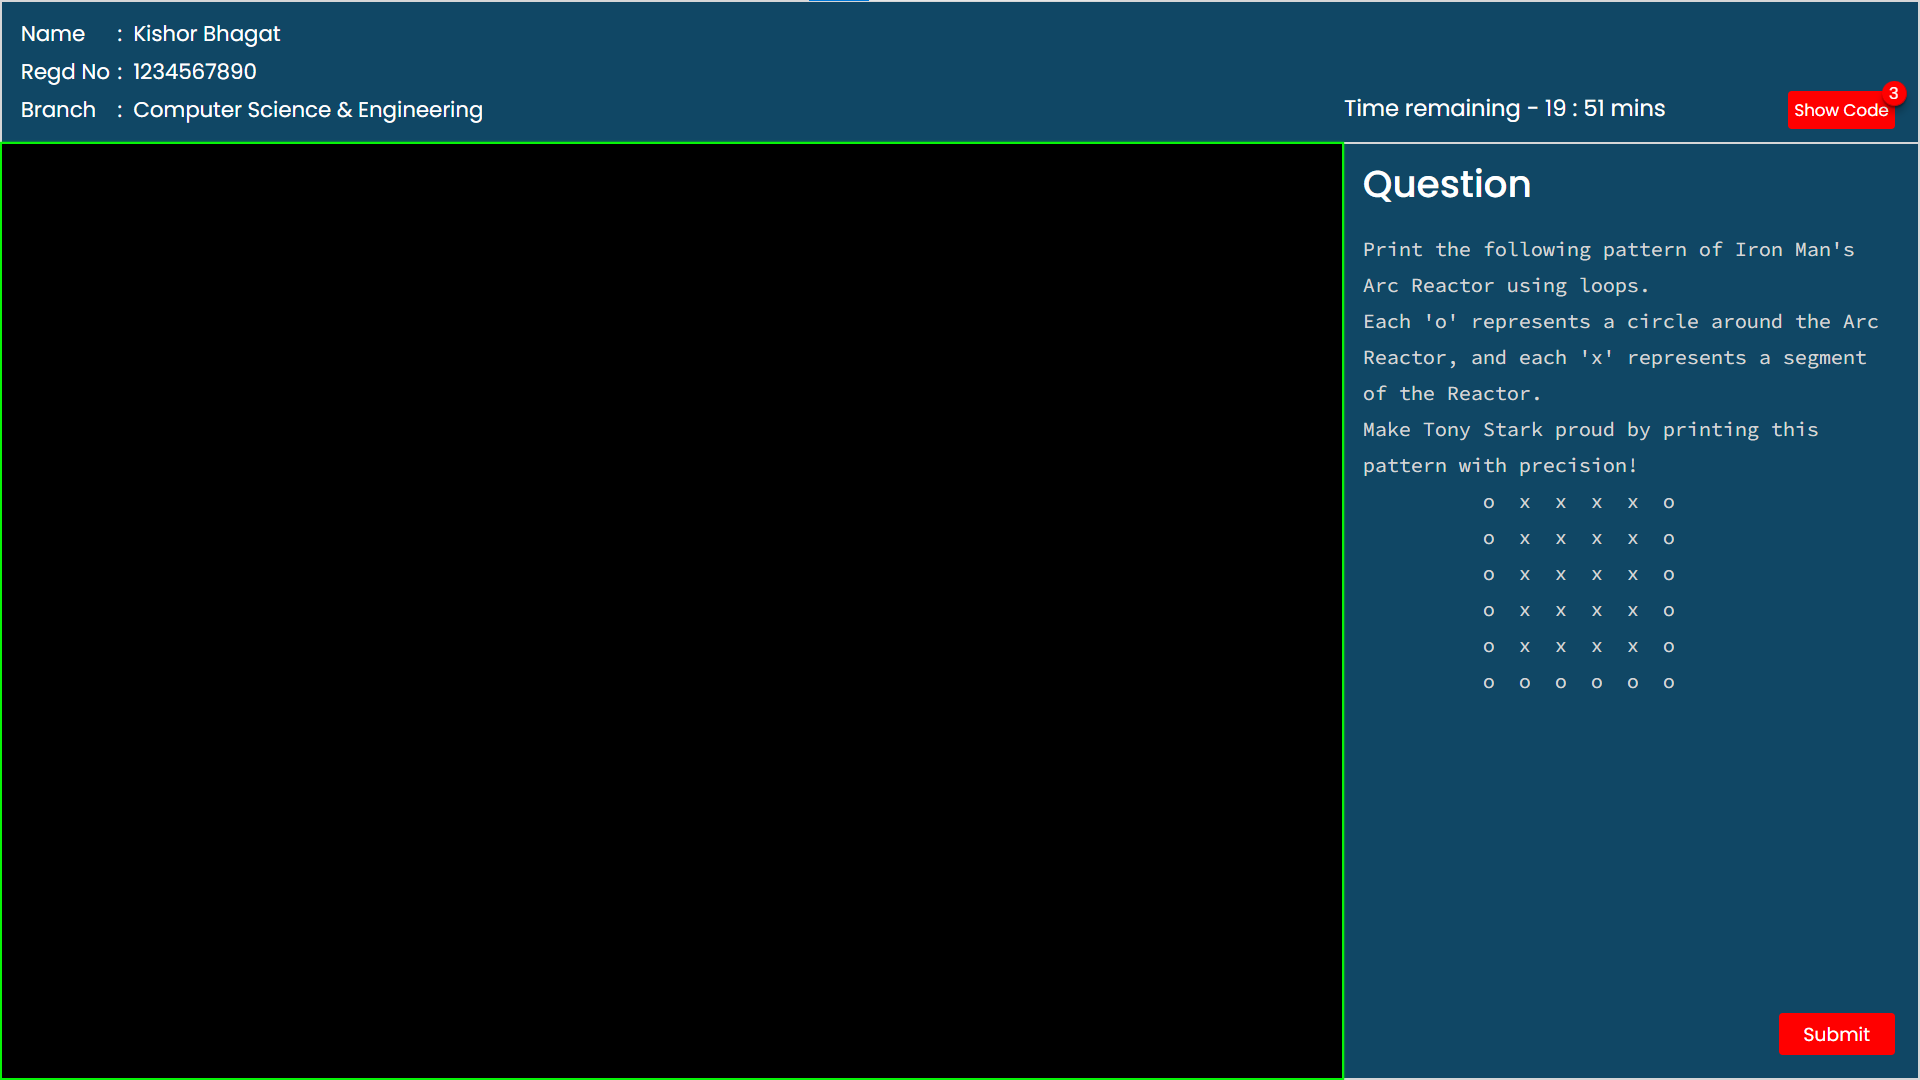 Name : Kishor Bhagat
Regd No : 1234567890
Branch : Computer Science & Engineering
Time remaining - 19 : 51 mins
Show Code
3
Question
Print the following pattern of Iron Man's
Arc Reactor using loops.
Each 'o' represents a circle around the Arc
Reactor, and each 'x' represents a segment
of the Reactor.
Make Tony Stark proud by printing this
pattern with precision!
o x x x x o
o x x x x o
o x x x x o
o x x x x o
o x x x x o
o o o o o o
Submit